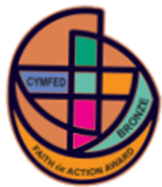 CYMFED
BRONZE
FAITH in ACTION AWARD